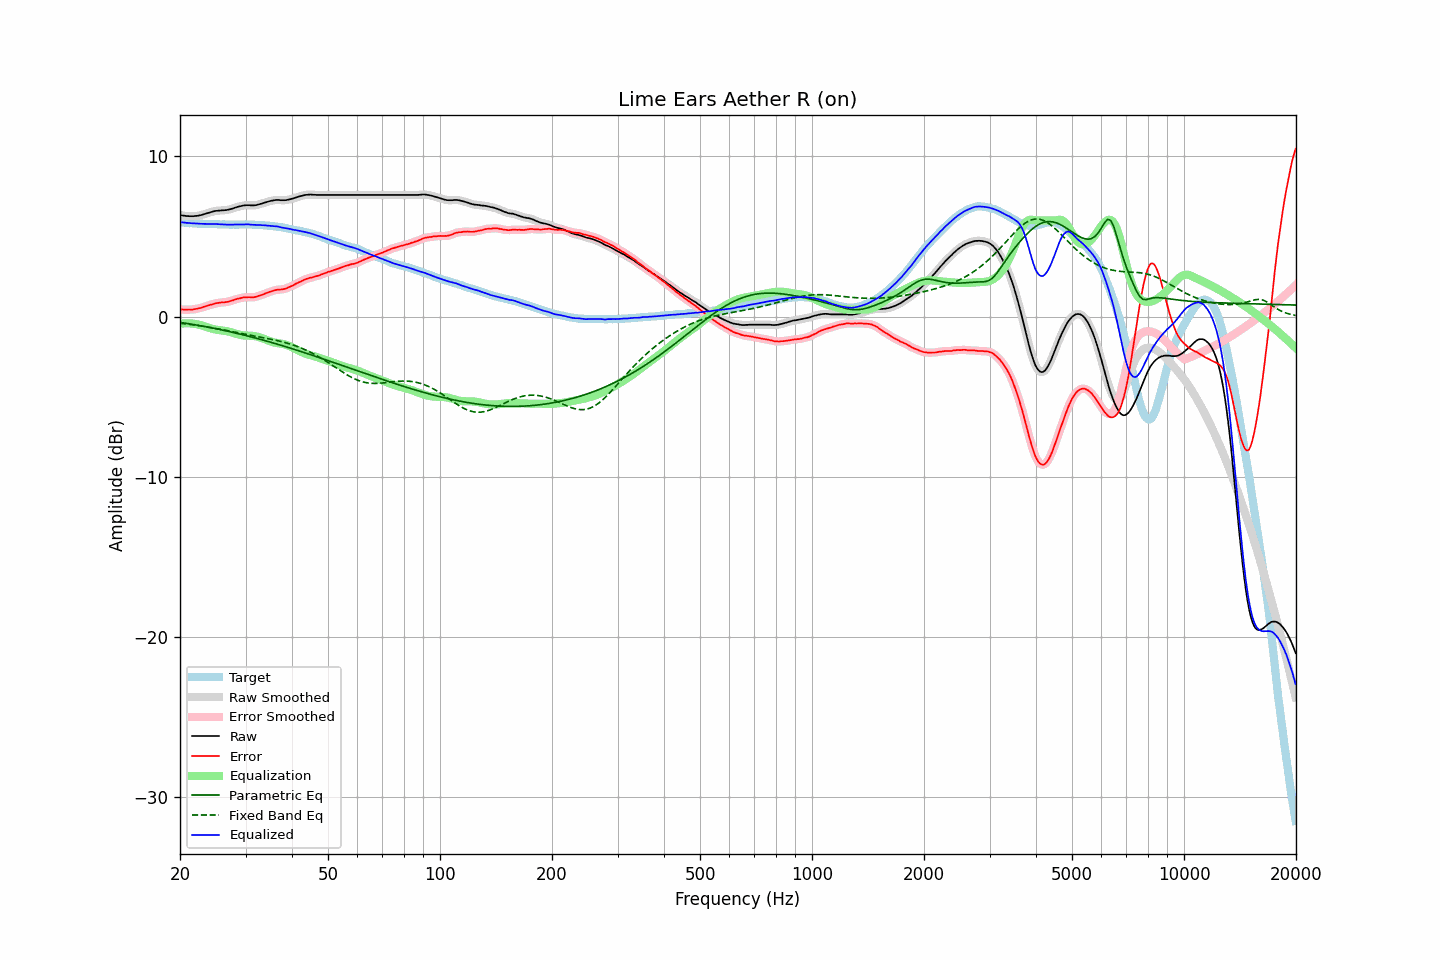 Lime Ears Aether R (on)
10
0
−10
−20
−30
Amplitude (dBr)
Target
Raw Smoothed
Error Smoothed
Raw
Error
Equalization
Parametric Eq
Fixed Band Eq
Equalized
20 50 100 200 500 1000 2000 5000 10000 20000
Frequency (Hz)